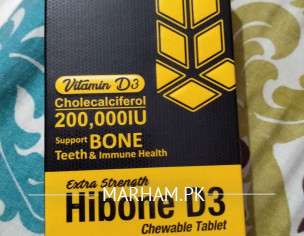 Vitamin D3
Cholecalciferol
200,000IU
Support BONE
Teeth & Immune Health
Extra Strength
MARHAM.PK
Hibone D3
Chewable Tablet